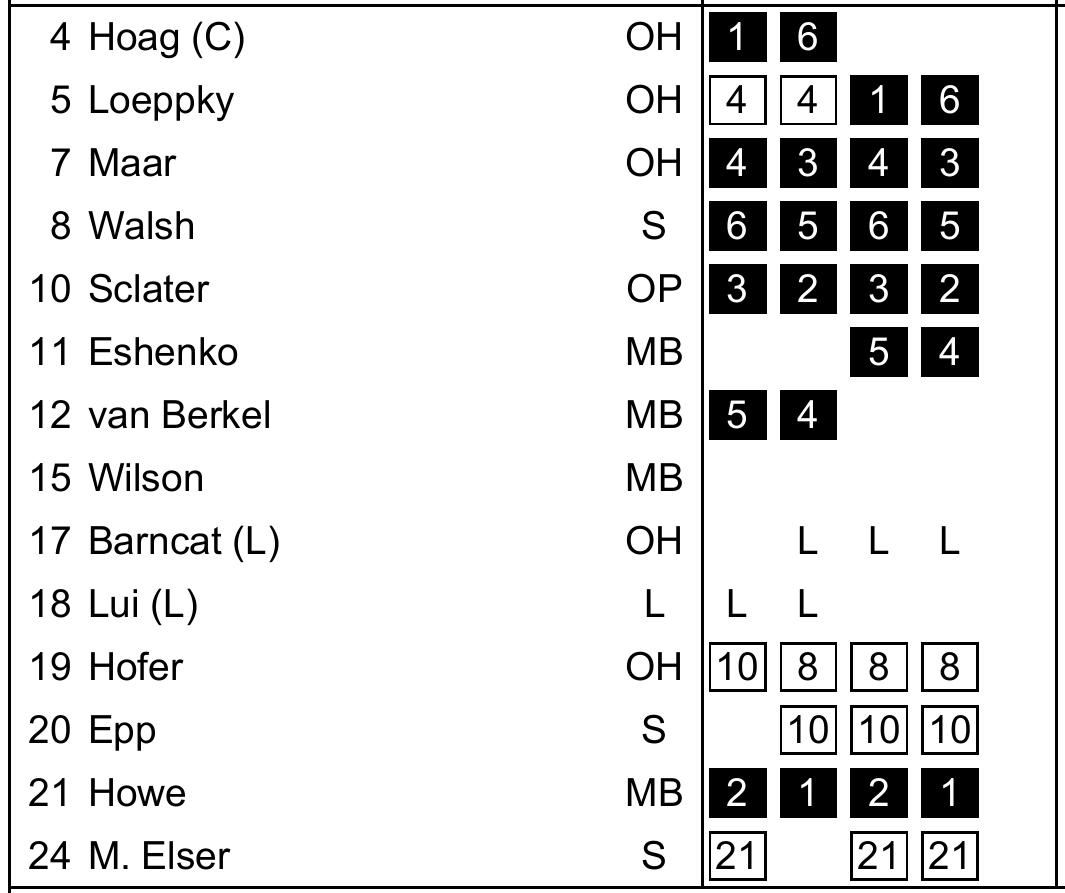 4 Hoag (C) OH 1 6
5 Loeppky OH 4 4 1 6
7 Maar OH 4 3 4 3
8 Walsh S 6 5 6 5
10 Sclater OP 3 2 3 2
11 Eshenko MB 5 4
12 van Berkel MB 5 4
15 Wilson MB
17 Barncat (L) OH L L L
18 Lui (L) L L L
19 Hofer OH 10 8 8 8
20 Epp S 10 10 10
21 Howe MB 2 1 2 1
24 M. Elser S 21 21 21